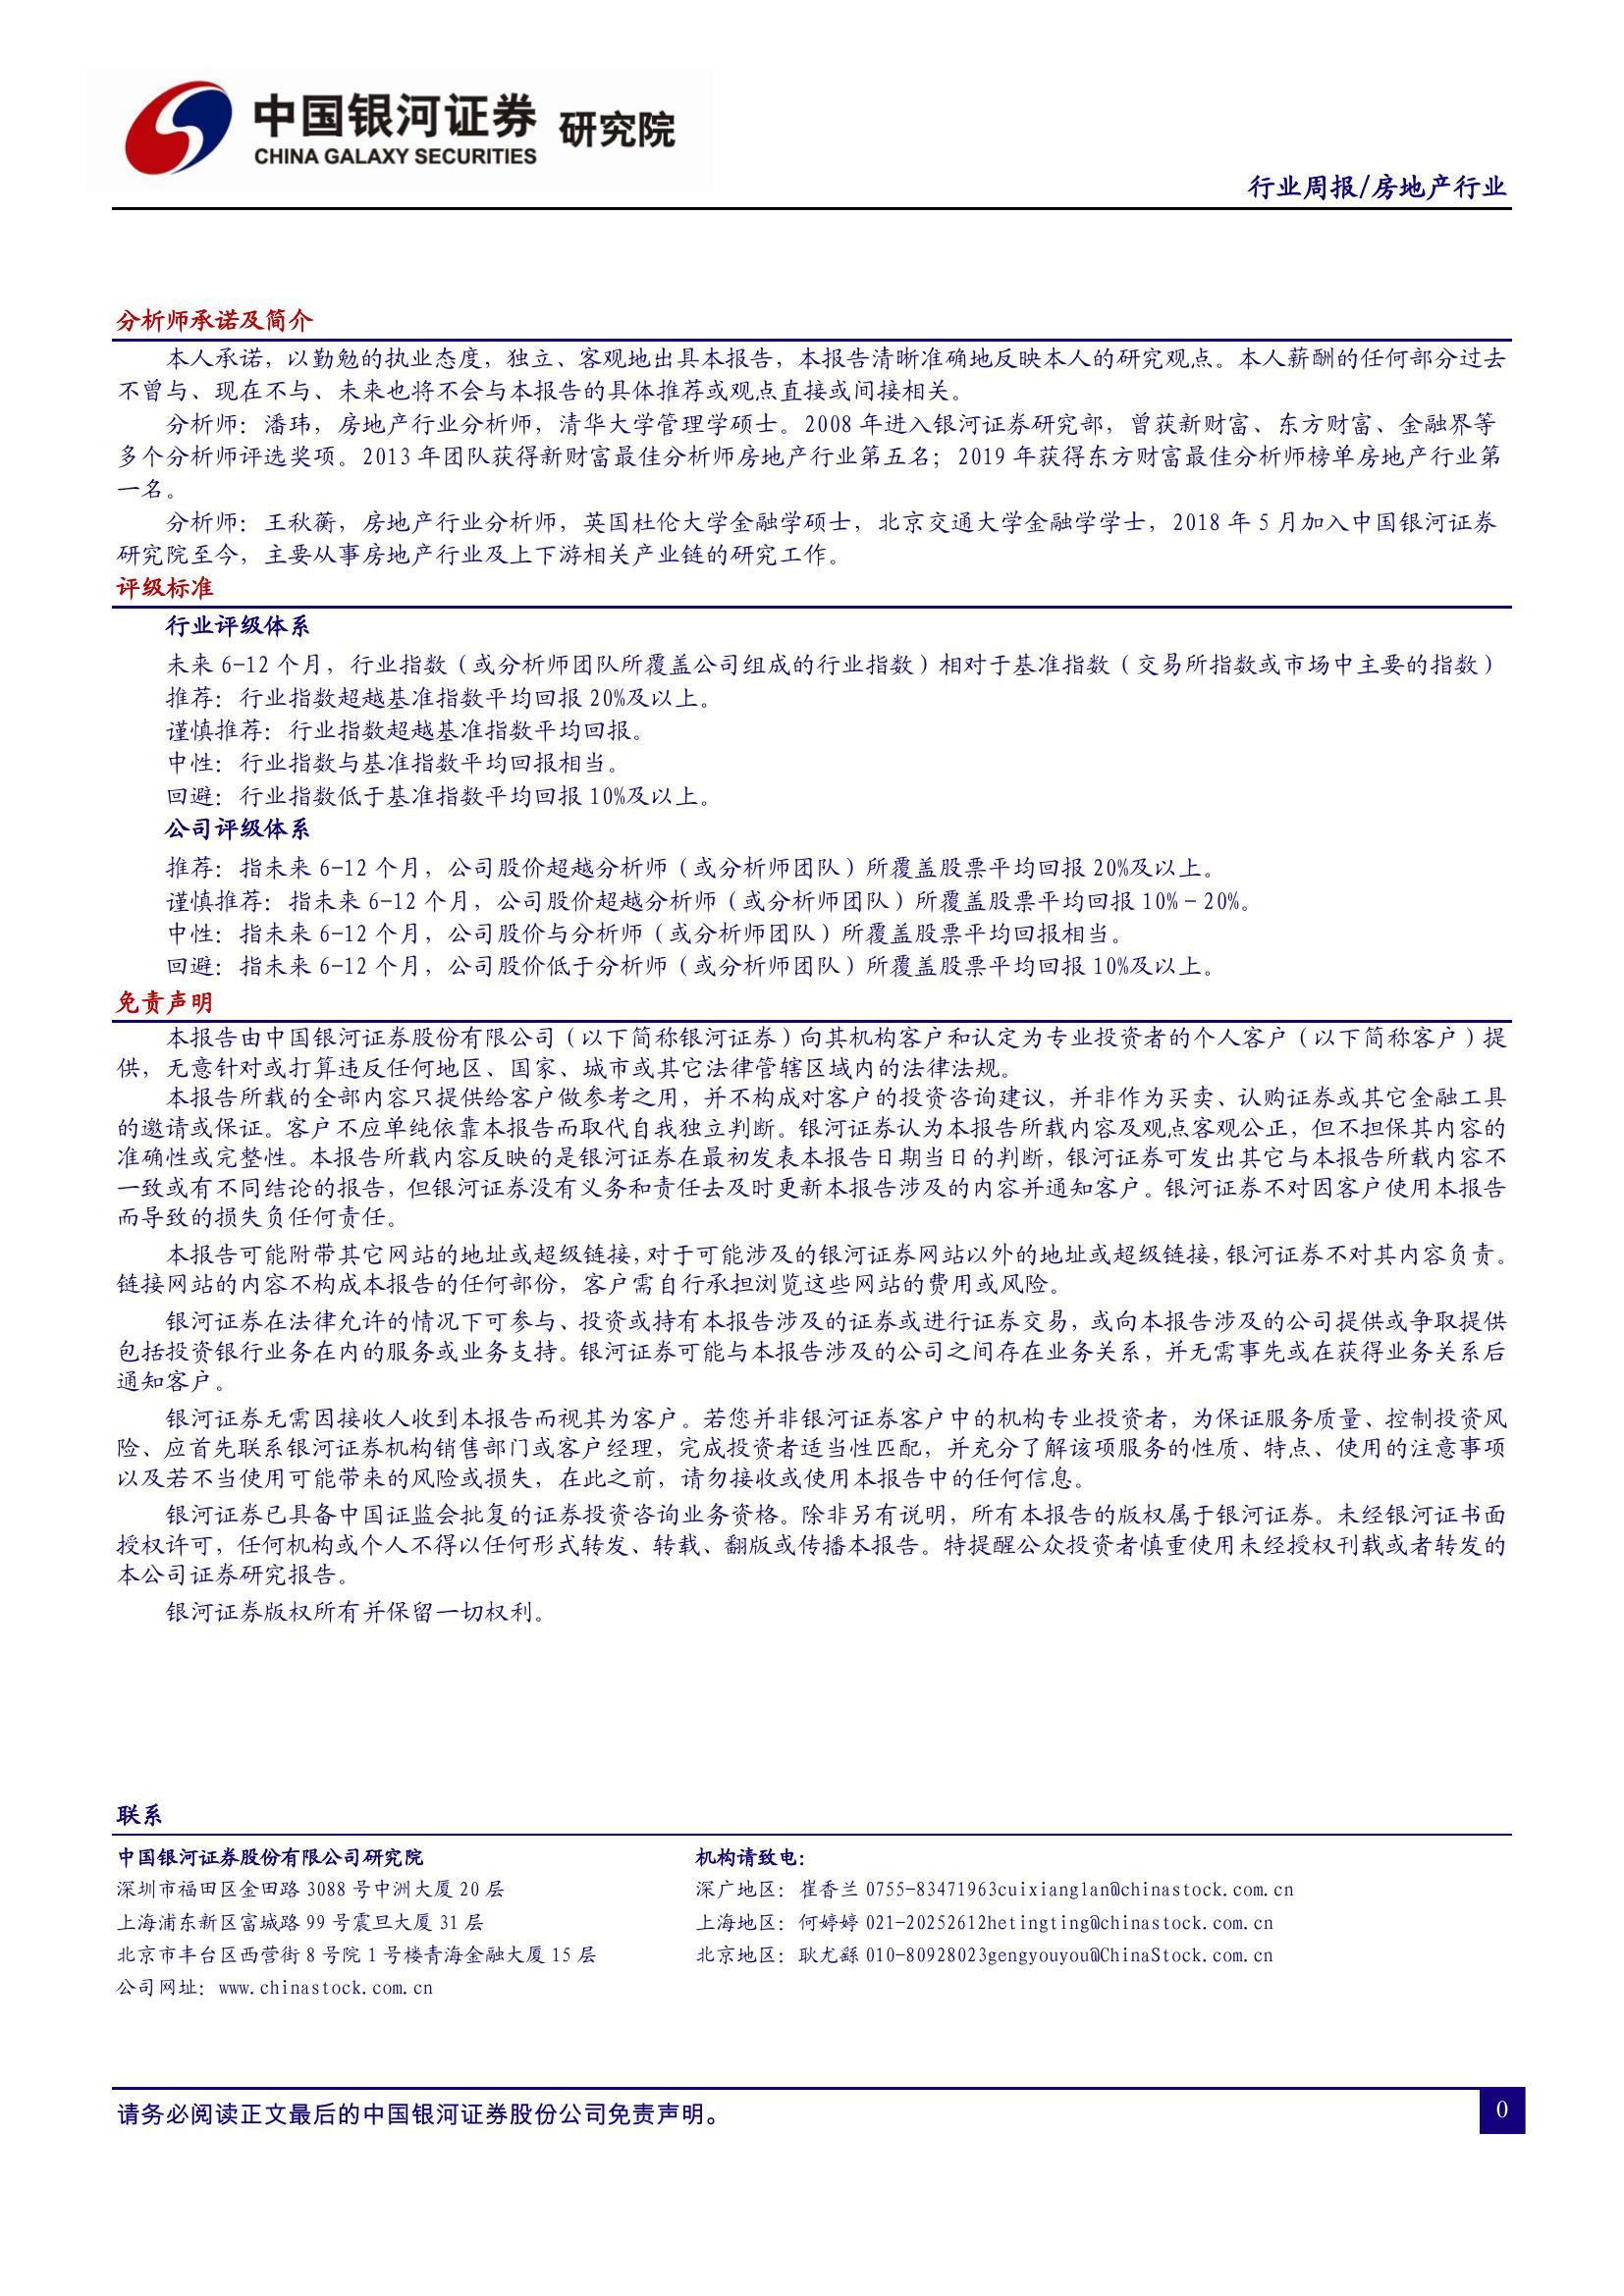 中国银河证券 研究院
CHINA GALAXY SECURITIES
行业周报/房地产行业
分析师承诺及简介
本人承诺，以勤勉的执业态度，独立、客观地出具本报告，本报告清晰准确地反映本人的研究观点。本人薪酬的任何部分过去
不曾与、现在不与、未来也将不会与本报告的具体推荐或观点直接或间接相关。
分析师：潘玮，房地产行业分析师，清华大学管理学硕士。2008 年进入银河证券研究部，曾获新财富、东方财富、金融界等
多个分析师评选奖项。2013 年团队获得新财富最佳分析师房地产行业第五名；2019 年获得东方财富最佳分析师榜单房地产行业第
一名。
分析师：王秋蘅，房地产行业分析师，英国杜伦大学金融学硕士，北京交通大学金融学学士，2018 年 5 月加入中国银河证券
研究院至今，主要从事房地产行业及上下游相关产业链的研究工作。
评级标准
行业评级体系
未来 6-12 个月，行业指数（或分析师团队所覆盖公司组成的行业指数）相对于基准指数（交易所指数或市场中主要的指数）
推荐：行业指数超越基准指数平均回报 20%及以上。
谨慎推荐：行业指数超越基准指数平均回报。
中性：行业指数与基准指数平均回报相当。
回避：行业指数低于基准指数平均回报 10%及以上。
公司评级体系
推荐：指未来 6-12 个月，公司股价超越分析师（或分析师团队）所覆盖股票平均回报 20%及以上。
谨慎推荐：指未来 6-12 个月，公司股价超越分析师（或分析师团队）所覆盖股票平均回报 10%－20%。
中性：指未来 6-12 个月，公司股价与分析师（或分析师团队）所覆盖股票平均回报相当。
回避：指未来 6-12 个月，公司股价低于分析师（或分析师团队）所覆盖股票平均回报 10%及以上。
免责声明
本报告由中国银河证券股份有限公司（以下简称银河证券）向其机构客户和认定为专业投资者的个人客户（以下简称客户）提
供，无意针对或打算违反任何地区、国家、城市或其它法律管辖区域内的法律法规。
本报告所载的全部内容只提供给客户做参考之用，并不构成对客户的投资咨询建议，并非作为买卖、认购证券或其它金融工具
的邀请或保证。客户不应单纯依靠本报告而取代自我独立判断。银河证券认为本报告所载内容及观点客观公正，但不担保其内容的
准确性或完整性。本报告所载内容反映的是银河证券在最初发表本报告日期当日的判断，银河证券可发出其它与本报告所载内容不
一致或有不同结论的报告，但银河证券没有义务和责任去及时更新本报告涉及的内容并通知客户。银河证券不对因客户使用本报告
而导致的损失负任何责任。
本报告可能附带其它网站的地址或超级链接，对于可能涉及的银河证券网站以外的地址或超级链接，银河证券不对其内容负责。
链接网站的内容不构成本报告的任何部份，客户需自行承担浏览这些网站的费用或风险。
银河证券在法律允许的情况下可参与、投资或持有本报告涉及的证券或进行证券交易，或向本报告涉及的公司提供或争取提供
包括投资银行业务在内的服务或业务支持。银河证券可能与本报告涉及的公司之间存在业务关系，并无需事先或在获得业务关系后
通知客户。
银河证券无需因接收人收到本报告而视其为客户。若您并非银河证券客户中的机构专业投资者，为保证服务质量、控制投资风
险、应首先联系银河证券机构销售部门或客户经理，完成投资者适当性匹配，并充分了解该项服务的性质、特点、使用的注意事项
以及若不当使用可能带来的风险或损失，在此之前，请勿接收或使用本报告中的任何信息。
银河证券已具备中国证监会批复的证券投资咨询业务资格。除非另有说明，所有本报告的版权属于银河证券。未经银河证书面
授权许可，任何机构或个人不得以任何形式转发、转载、翻版或传播本报告。特提醒公众投资者慎重使用未经授权刊载或者转发的
本公司证券研究报告。
银河证券版权所有并保留一切权利。
联系
中国银河证券股份有限公司研究院 机构请致电：
深圳市福田区金田路 3088 号中洲大厦 20 层 深广地区：崔香兰 0755-83471963cuixianglan@chinastock.com.cn
上海浦东新区富城路 99 号震旦大厦 31 层 上海地区：何婷婷 021-20252612hetingting@chinastock.com.cn
北京市丰台区西营街 8 号院 1 号楼青海金融大厦 15 层 北京地区：耿尤繇 010-80928023gengyouyou@ChinaStock.com.cn
公司网址：www.chinastock.com.cn
请务必阅读正文最后的中国银河证券股份公司免责声明。 0